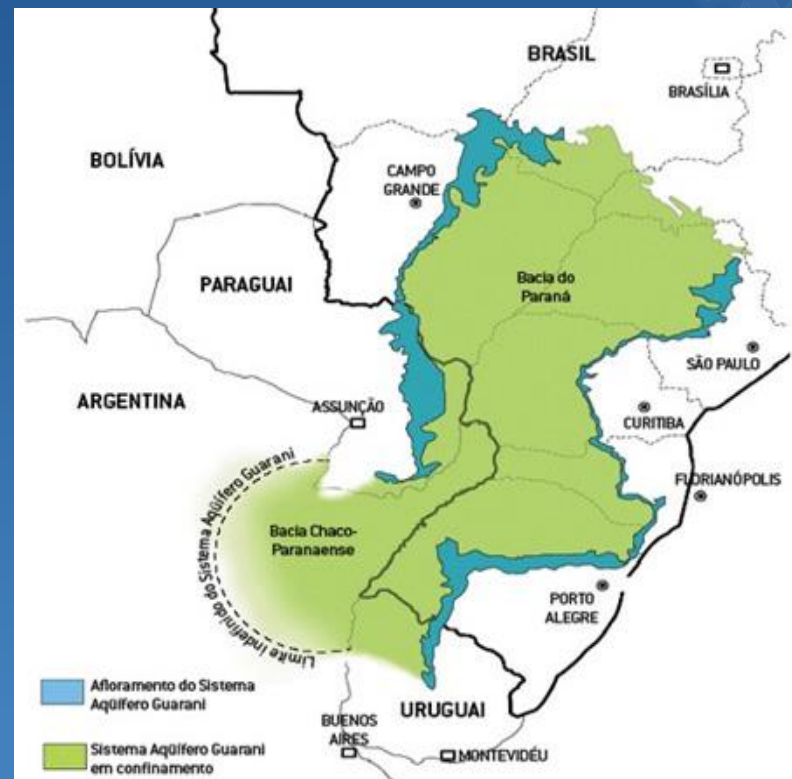 BRASIL
BRASÍLIA
BOLÍVIA
CAMPO
GRANDE
PARAGUAI
Bacia do
Paraná
SÃO PAULO
ARGENTINA
ASSUNÇÃO
CURITIBA
FLORIANÓPOLIS
Limite Indefinido do Sistema Aqüífero Guarani
Bacia Chaco-
Paranaense
PORTO
ALEGRE
Afloramento do Sistema
Aqüífero Guarani
URUGUAI
BUENOS
AIRES
MONTEVIDÉU
Sistema Aqüífero Guarani
em confinamento